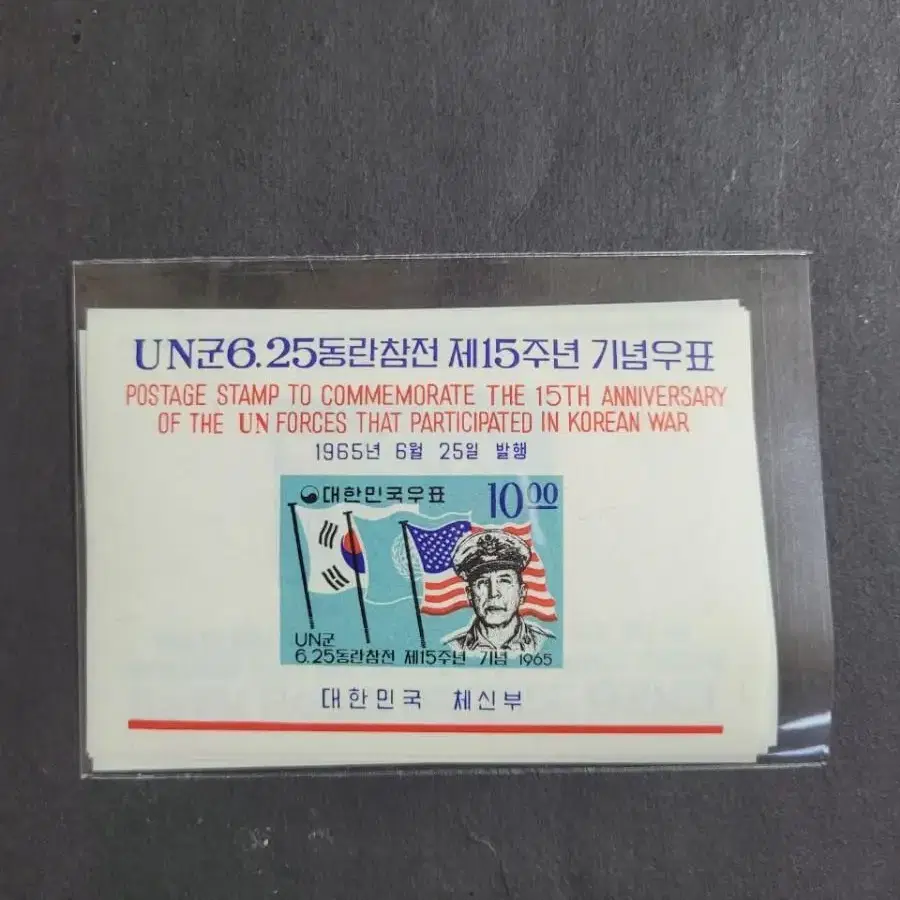 UN군6.25동란참전 제15주년 기념우표
POSTAGE STAMP TO COMMEMORATE THE 15TH ANNIVERSARY
OF THE UN FORCES THAT PARTICIPATED IN KOREAN WAR
1965년 6월 25일 발행
대한민국우표 10.00
UN군
6.25동란참전 제15주년 기념 1965
대한민국 체신부